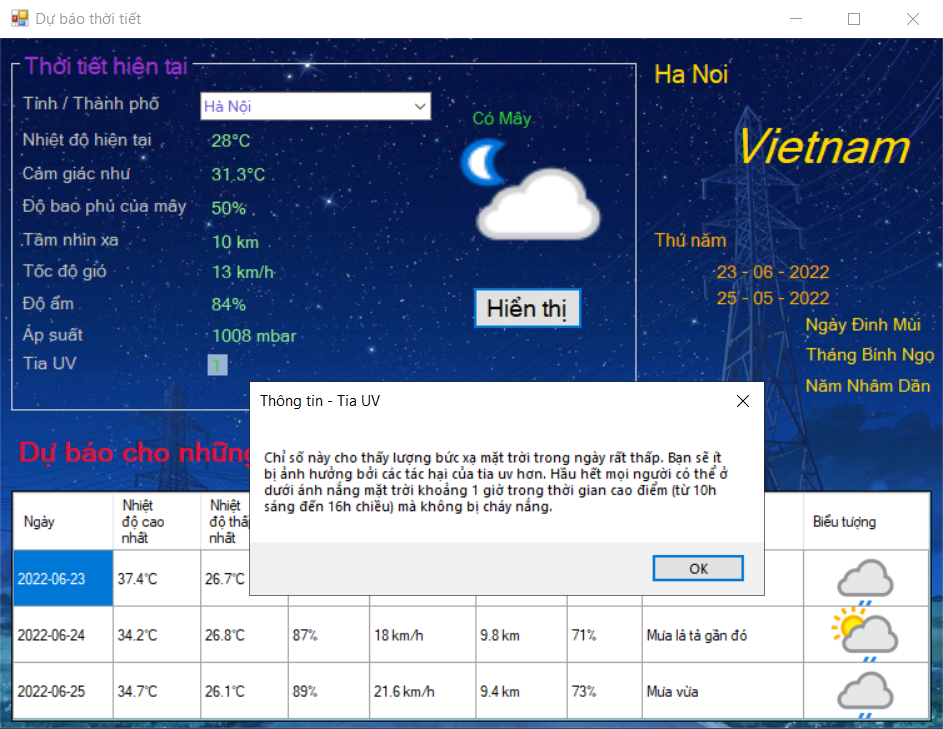 Dự báo thời tiết
Thời tiết hiện tại
Tỉnh / Thành phố
Hà Nội
Nhiệt độ hiện tại
28°C
Cảm giác như
31.3°C
Độ bao phủ của mây
50%
Tầm nhìn xa
10 km
Tốc độ gió
13 km/h
Độ ẩm
84%
Áp suất
1008 mbar
Tia UV
1
Có Mây
Hiển thị
Ha Noi
Vietnam
Thứ năm
23 - 06 - 2022
25 - 05 - 2022
Ngày Đinh Mùi
Tháng Bính Ngọ
Năm Nhâm Dần
Thông tin - Tia UV
Chỉ số này cho thấy lượng bức xạ mặt trời trong ngày rất thấp. Bạn sẽ ít
bị ảnh hưởng bởi các tác hại của tia uv hơn. Hầu hết mọi người có thể ở
dưới ánh nắng mặt trời khoảng 1 giờ trong thời gian cao điểm (từ 10h
sáng đến 16h chiều) mà không bị cháy nắng.
OK
Dự báo cho những
Ngày
Nhiệt
độ cao
nhất
Nhiệt
độ thấ
nhất
Biểu tượng
2022-06-23 37.4°C 26.7°C
2022-06-24 34.2°C 26.8°C 87% 18 km/h 9.8 km 71% Mưa lả tả gần đó
2022-06-25 34.7°C 26.1°C 89% 21.6 km/h 9.4 km 73% Mưa vừa